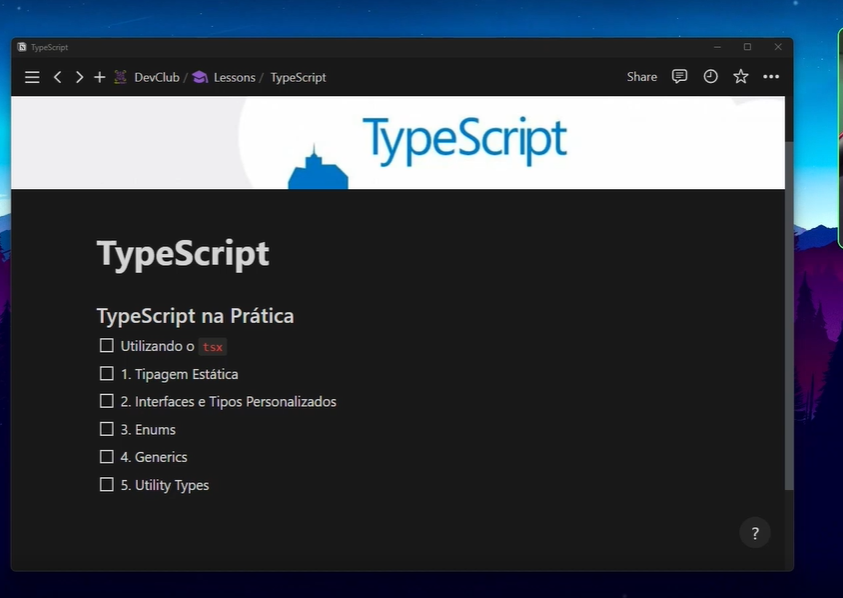 TypeScript
DevClub / Lessons / TypeScript
Share
TypeScript
TypeScript
TypeScript na Prática
Utilizando o tsx
1. Tipagem Estática
2. Interfaces e Tipos Personalizados
3. Enums
4. Generics
5. Utility Types
?